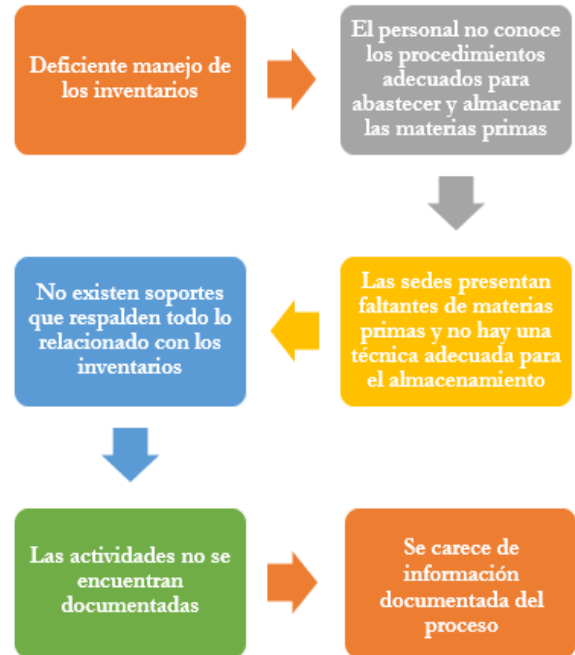 Deficiente manejo de
los inventarios
El personal no conoce
los procedimientos
adecuados para
abastecer y almacenar
las materias primas
Las sedes presentan
faltantes de materias
primas y no hay una
técnica adecuada para
el almacenamiento
No existen soportes
que respalden todo lo
relacionado con los
inventarios
Las actividades no se
encuentran
documentadas
Se carece de
información
documentada del
proceso